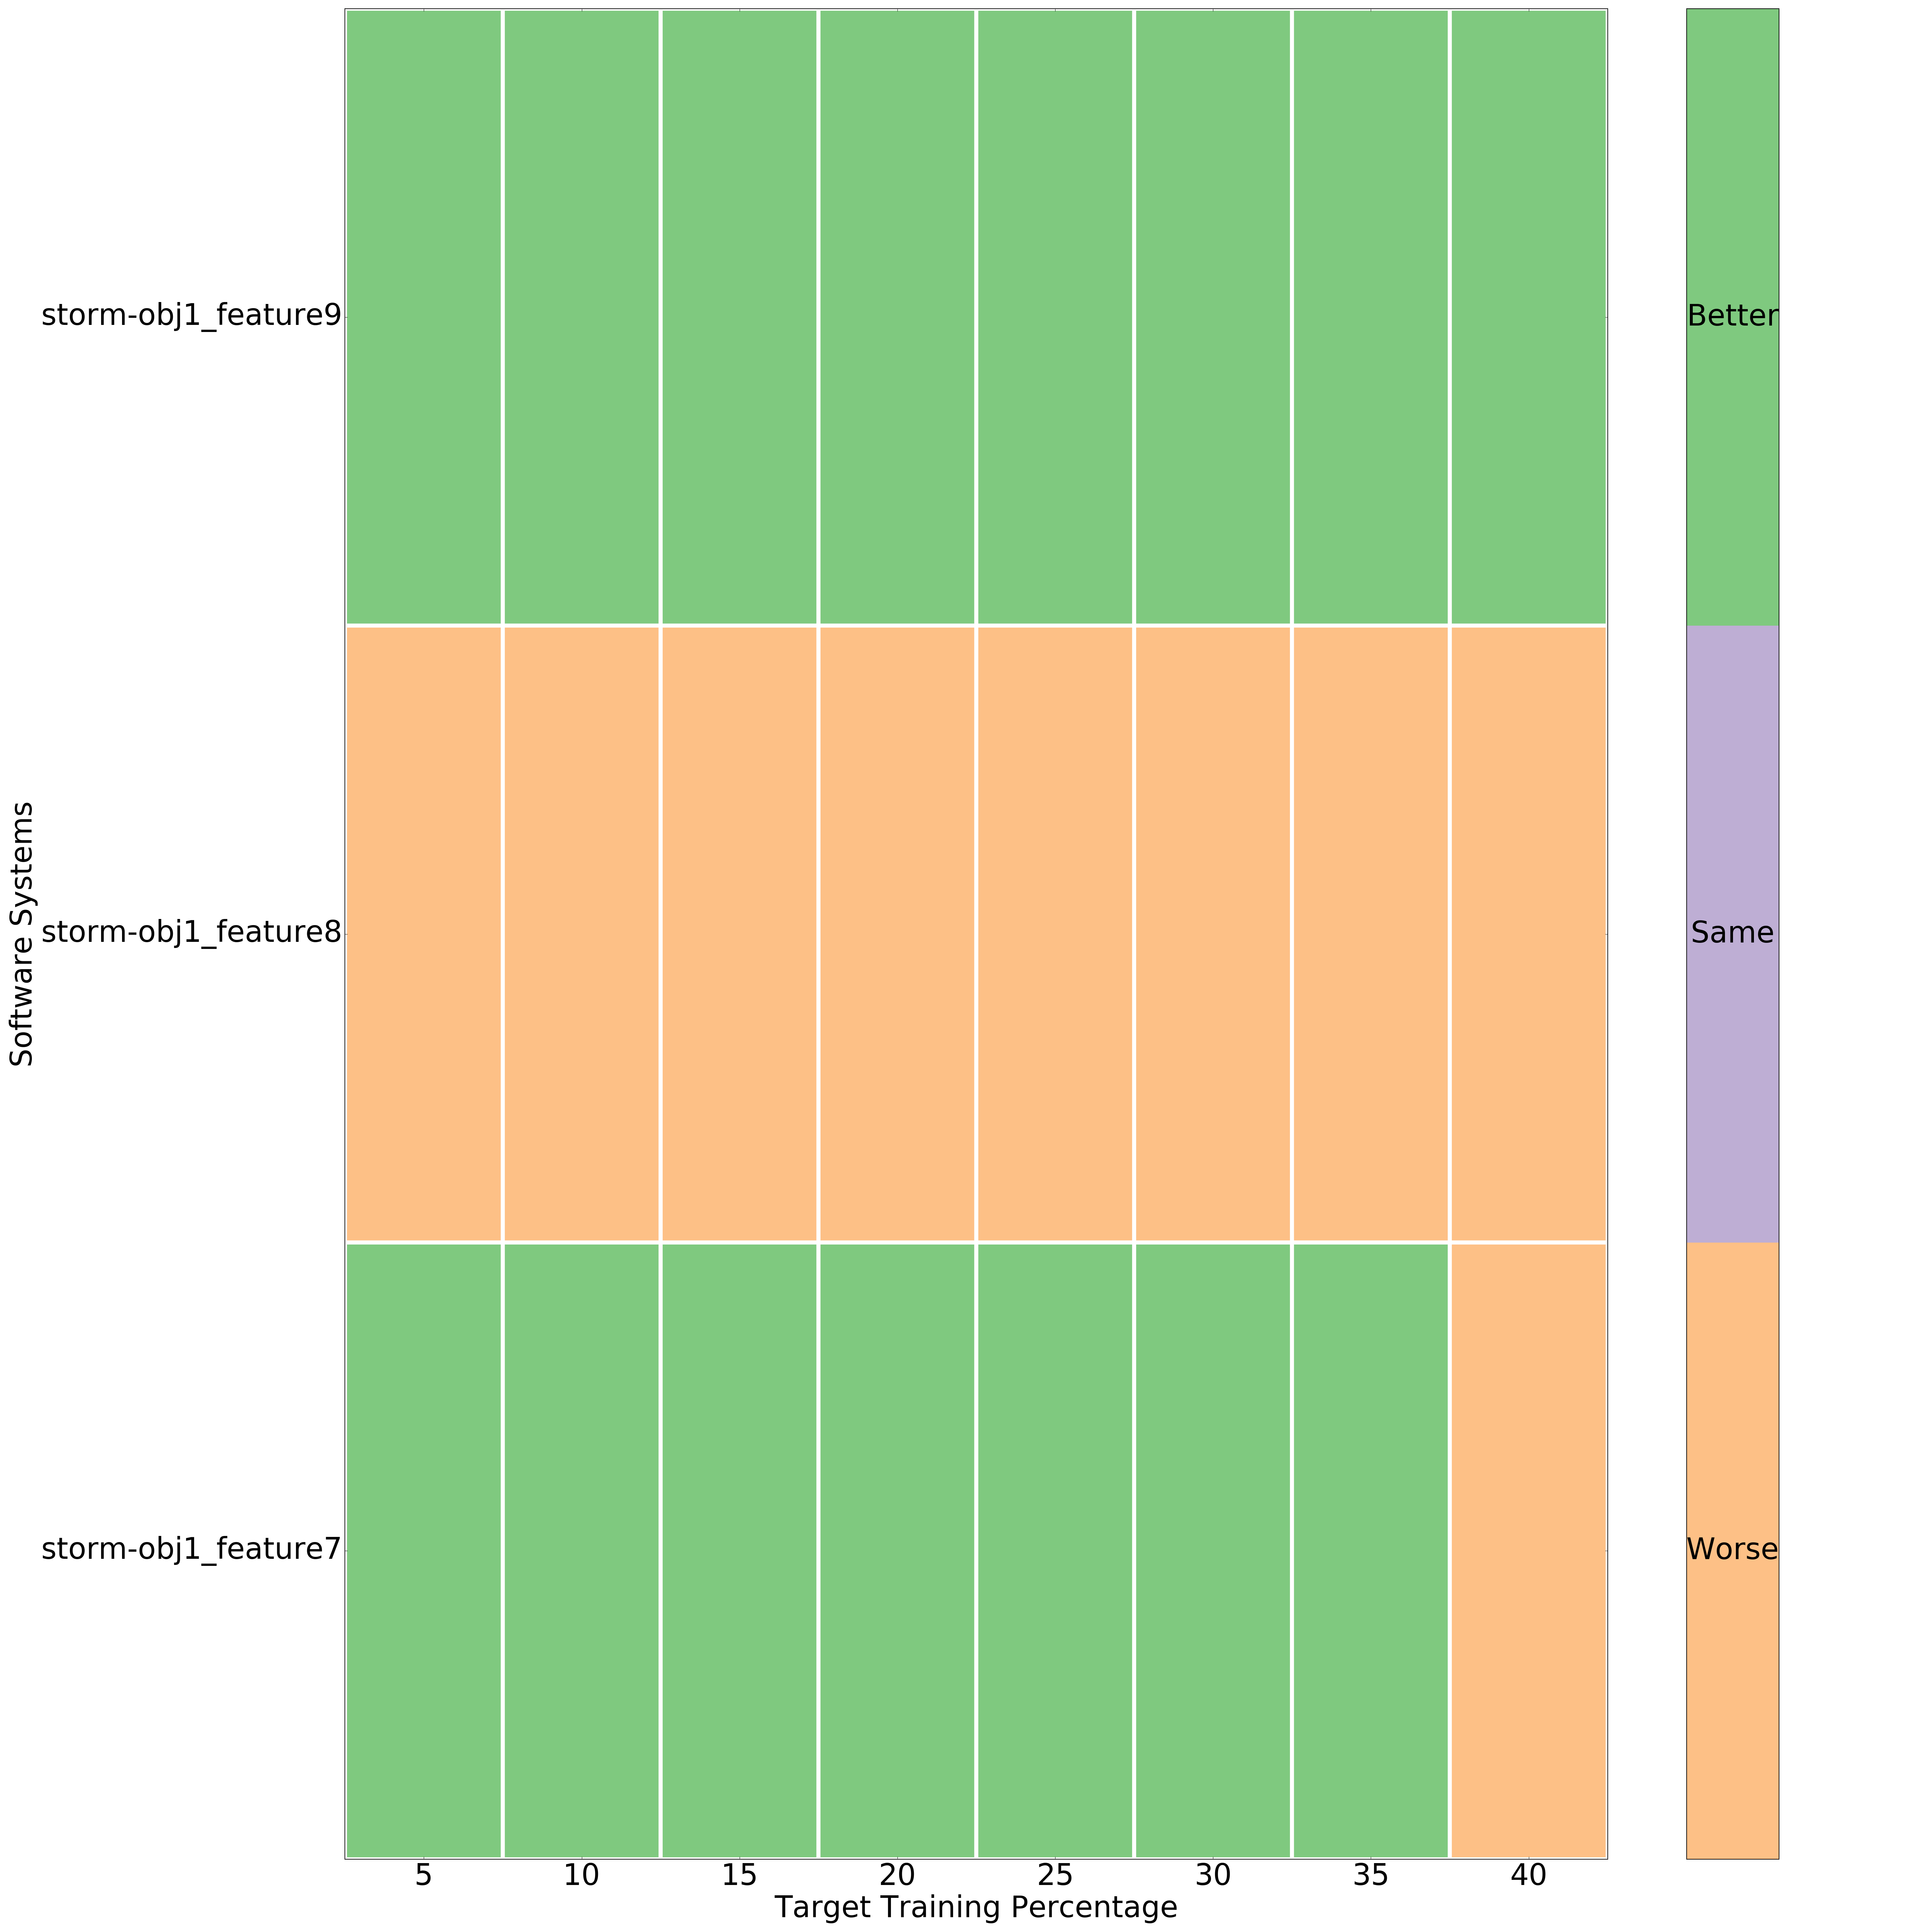 storm-obj1_feature9
storm-obj1_feature8
storm-obj1_feature7
Software Systems
5 10 15 20 25 30 35 40
Target Training Percentage
Better
Same
Worse